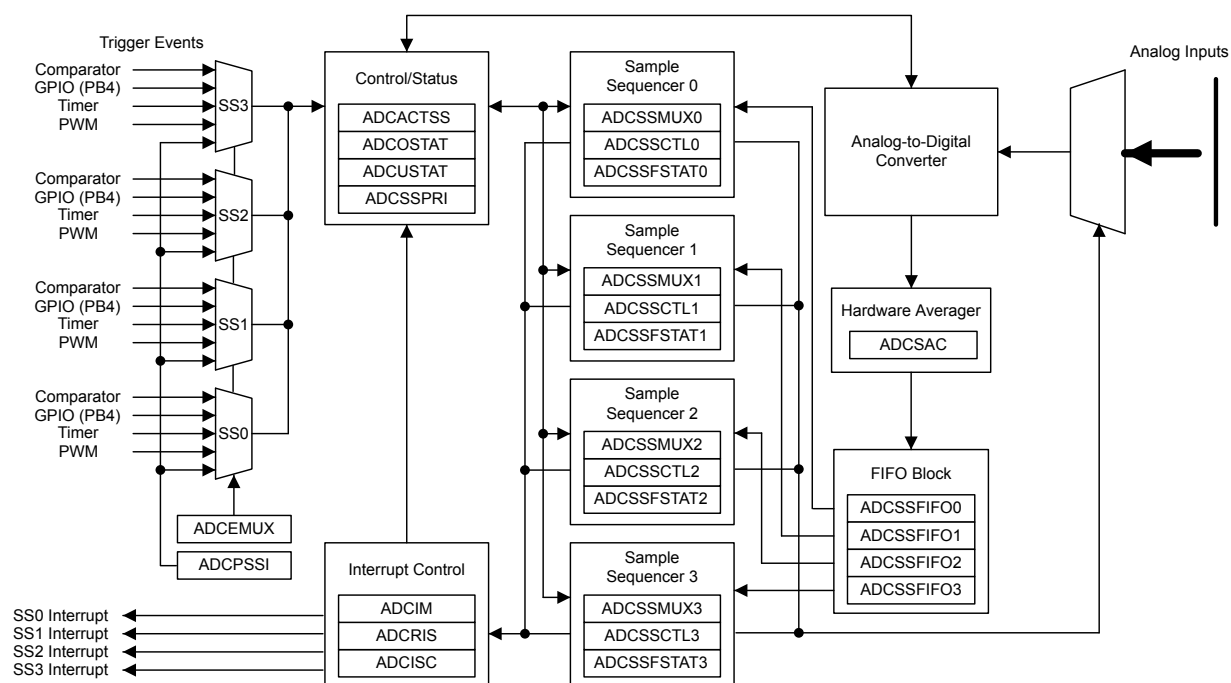 Trigger Events
Comparator
GPIO (PB4)
Timer
PWM
SS3
Comparator
GPIO (PB4)
Timer
PWM
SS2
Comparator
GPIO (PB4)
Timer
PWM
SS1
Comparator
GPIO (PB4)
Timer
PWM
SS0
ADCEMUX
ADCPSSI
Control/Status
ADCACTSS
ADCOSTAT
ADCUSTAT
ADCSSPRI
Interrupt Control
ADCIM
ADCRIS
ADCISC
SS0 Interrupt
SS1 Interrupt
SS2 Interrupt
SS3 Interrupt
Sample
Sequencer 0
ADCSSMUX0
ADCSSCTL0
ADCSSFSTAT0
Sample
Sequencer 1
ADCSSMUX1
ADCSSCTL1
ADCSSFSTAT1
Sample
Sequencer 2
ADCSSMUX2
ADCSSCTL2
ADCSSFSTAT2
Sample
Sequencer 3
ADCSSMUX3
ADCSSCTL3
ADCSSFSTAT3
Analog-to-Digital
Converter
Hardware Averager
ADCSAC
FIFO Block
ADCSSFIFO0
ADCSSFIFO1
ADCSSFIFO2
ADCSSFIFO3
Analog Inputs